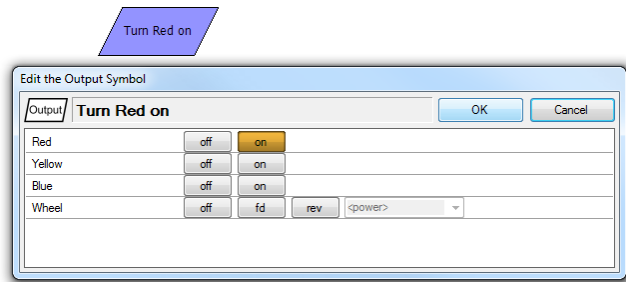 Turn Red on
Edit the Output Symbol
Output Turn Red on OK Cancel
Red off on
Yellow off on
Blue off on
Wheel off fd rev <power>